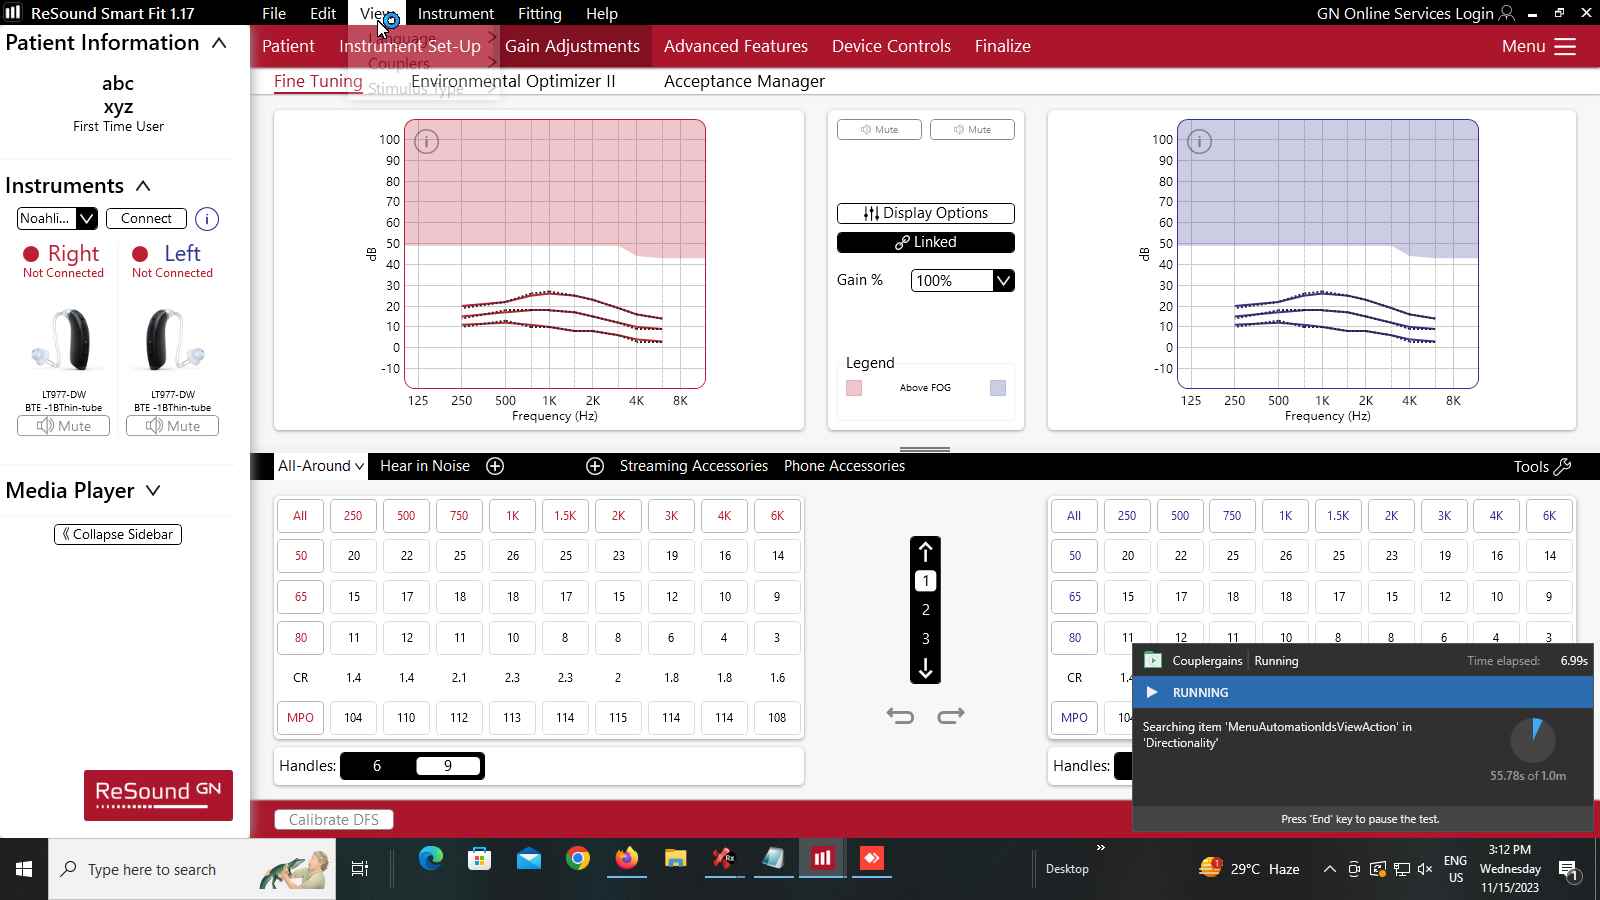 ReSound Smart Fit 1.17
File Edit View Instrument Fitting Help
GN Online Services Login
Patient Information
abc
xyz
First Time User
Patient Instrument Set-Up Gain Adjustments Advanced Features Device Controls Finalize
Menu
Language
Couplers
Stimulus Type
Fine Tuning Environmental Optimizer II Acceptance Manager
Instruments
Noahli... Connect i
Right Left
Not Connected Not Connected
LT977-DW LT977-DW
BTE -1BThin-tube BTE -1BThin-tube
Mute Mute
Media Player
Collapse Sidebar
ReSound GN
i
100
90
80
70
60
50
40
30
20
10
0
-10
dB
125 250 500 1K 2K 4K 8K
Frequency (Hz)
Mute Mute
Display Options
Linked
Gain % 100%
Legend
Above FOG
i
100
90
80
70
60
50
40
30
20
10
0
-10
dB
125 250 500 1K 2K 4K 8K
Frequency (Hz)
All-Around Hear in Noise Streaming Accessories Phone Accessories
Tools
All 250 500 750 1K 1.5K 2K 3K 4K 6K
50 20 22 25 26 25 23 19 16 14
65 15 17 18 18 17 15 12 10 9
80 11 12 11 10 8 8 6 4 3
CR 1.4 1.4 2.1 2.3 2.3 2 1.8 1.8 1.6
MPO 104 110 112 113 114 115 114 114 108
Handles: 6 9
1
2
3
All 250 500 750 1K 1.5K 2K 3K 4K 6K
50 20 22 25 26 25 23 19 16 14
65 15 17 18 18 17 15 12 10 9
80 11 12 11 10 8 8 6 4 3
CR
MPO
Handles:
Couplergains Running Time elapsed: 6.99s
RUNNING
Searching item 'MenuAutomationIdsViewAction' in
'Directionality'
55.78s of 1.0m
Press 'End' key to pause the test.
Calibrate DFS
Type here to search
Rx
Desktop
1
29°C Haze
ENG
US
3:12 PM
Wednesday
11/15/2023
1